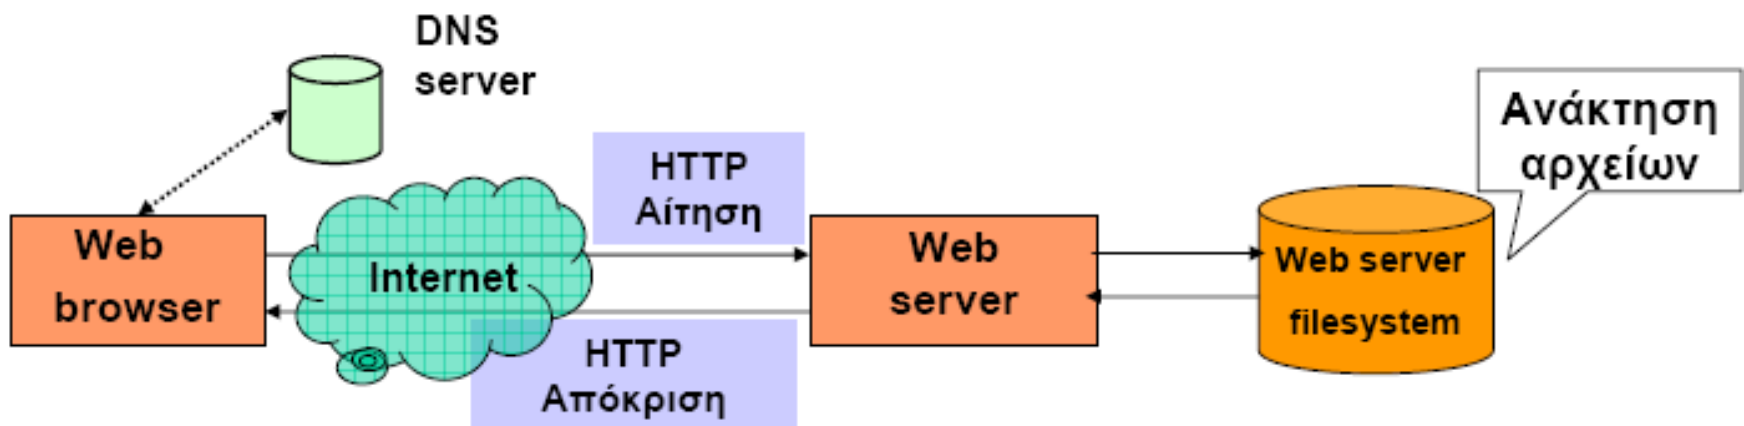 DNS
server
HTTP
Αίτηση
Ανάκτηση
αρχείων
Web
browser
Internet
Web
server
Web server
filesystem
HTTP
Απόκριση